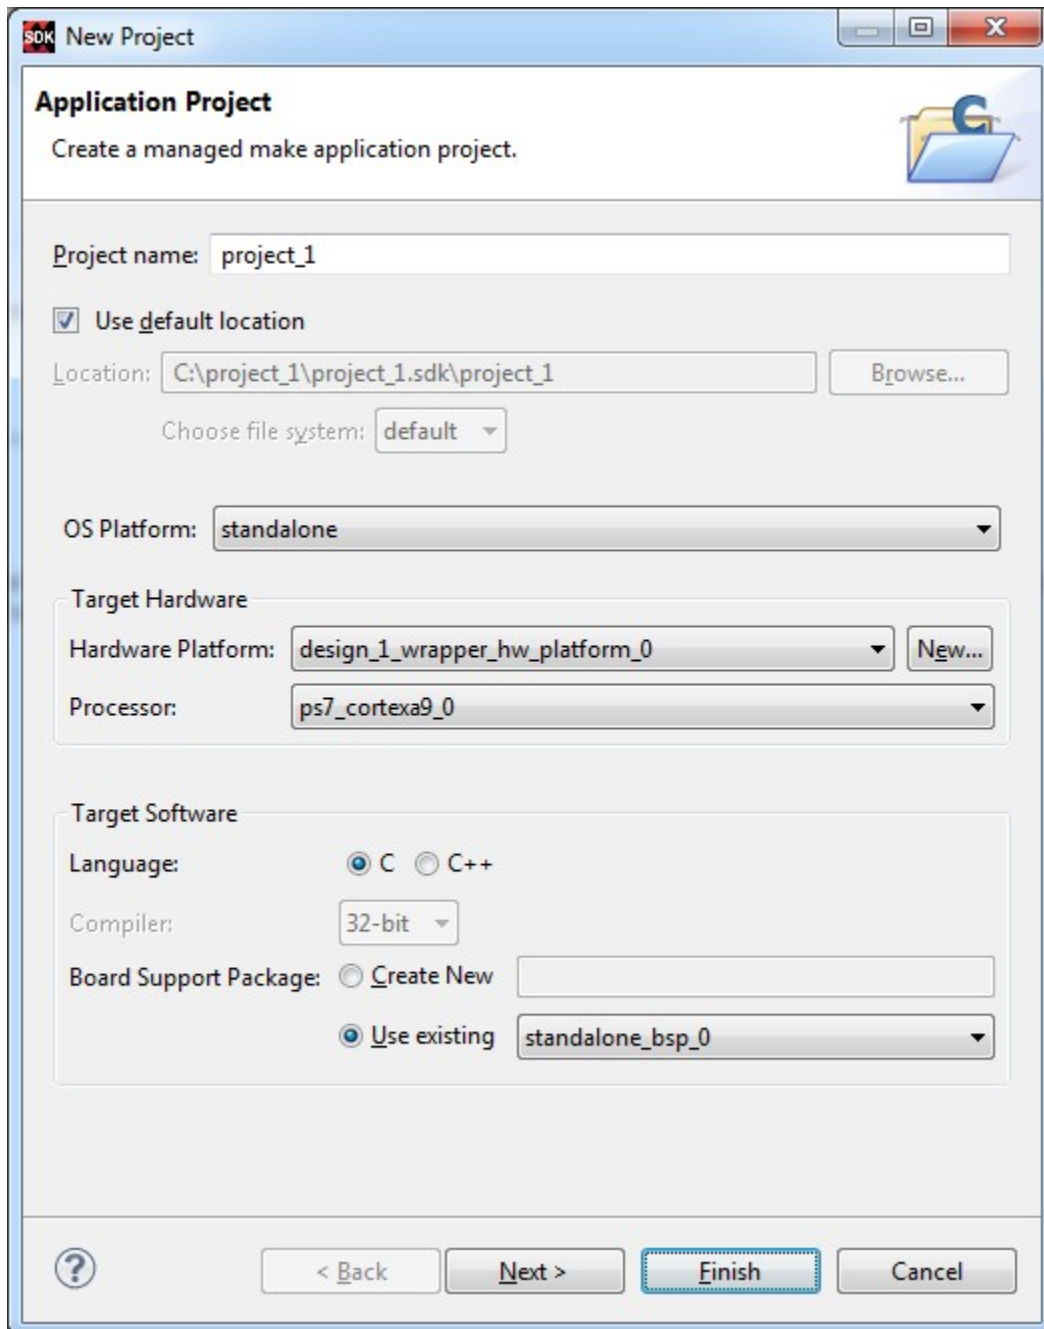 SDK New Project
Application Project
Create a managed make application project.
Project name: project_1
Use default location
Location: C:\project_1\project_1.sdk\project_1 Browse...
Choose file system: default
OS Platform: standalone
Target Hardware
Hardware Platform: design_1_wrapper_hw_platform_0 New...
Processor: ps7_cortexa9_0
Target Software
Language: C C++
Compiler: 32-bit
Board Support Package: Create New
Use existing standalone_bsp_0
? < Back Next > Finish Cancel